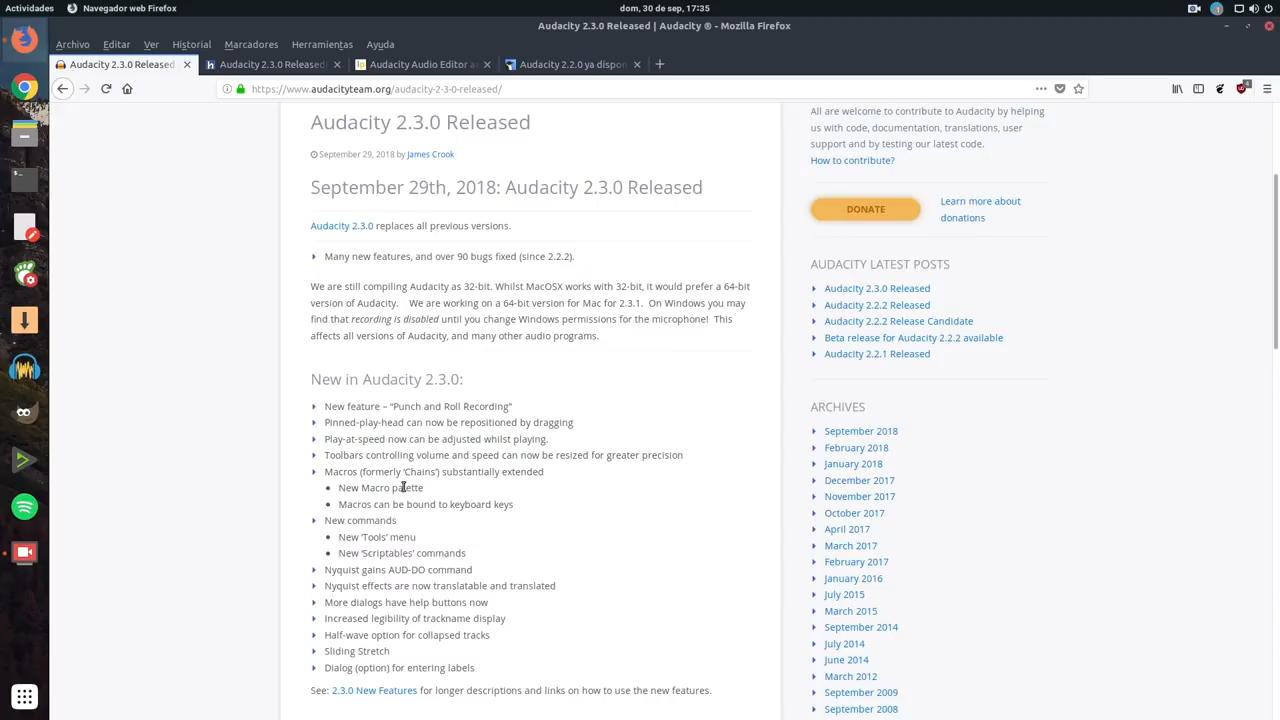 Actividades
Navegador web Firefox
dom, 30 de sep, 17:35
Audacity 2.3.0 Released | Audacity ® - Mozilla Firefox
Archivo Editar Ver Historial Marcadores Herramientas Ayuda
Audacity 2.3.0 Released
Audacity 2.3.0 Released
Audacity Audio Editor a
Audacity 2.2.0 ya dispon
https://www.audacityteam.org/audacity-2-3-0-released/
Audacity 2.3.0 Released
September 29, 2018 by James Crook
September 29th, 2018: Audacity 2.3.0 Released
Audacity 2.3.0 replaces all previous versions.
Many new features, and over 90 bugs fixed (since 2.2.2).
We are still compiling Audacity as 32-bit. Whilst MacOSX works with 32-bit, it would prefer a 64-bit
version of Audacity. We are working on a 64-bit version for Mac for 2.3.1. On Windows you may
find that recording is disabled until you change Windows permissions for the microphone! This
affects all versions of Audacity, and many other audio programs.
New in Audacity 2.3.0:
New feature – “Punch and Roll Recording”
Pinned-play-head can now be repositioned by dragging
Play-at-speed now can be adjusted whilst playing.
Toolbars controlling volume and speed can now be resized for greater precision
Macros (formerly ‘Chains’) substantially extended
New Macro palette
Macros can be bound to keyboard keys
New commands
New ‘Tools’ menu
New ‘Scriptables’ commands
Nyquist gains AUD-DO command
Nyquist effects are now translatable and translated
More dialogs have help buttons now
Increased legibility of trackname display
Half-wave option for collapsed tracks
Sliding Stretch
Dialog (option) for entering labels
See: 2.3.0 New Features for longer descriptions and links on how to use the new features.
All are welcome to contribute to Audacity by helping
us with code, documentation, translations, user
support and by testing our latest code.
How to contribute?
DONATE
Learn more about
donations
AUDACITY LATEST POSTS
Audacity 2.3.0 Released
Audacity 2.2.2 Released
Audacity 2.2.2 Release Candidate
Beta release for Audacity 2.2.2 available
Audacity 2.2.1 Released
ARCHIVES
September 2018
February 2018
January 2018
December 2017
November 2017
October 2017
April 2017
March 2017
February 2017
January 2016
July 2015
March 2015
September 2014
July 2014
June 2014
March 2012
September 2009
September 2008